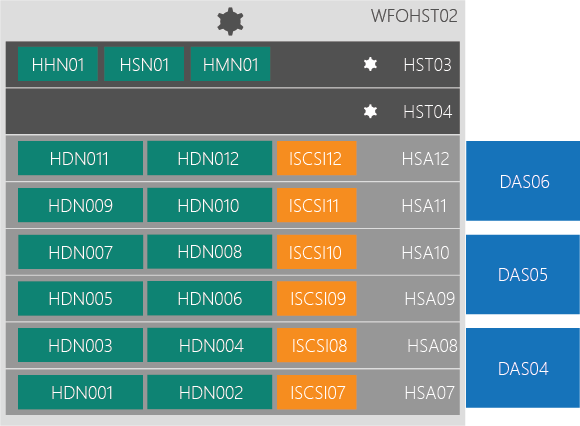 WFOHST02
HHN01 HSN01 HMN01 HST03
HST04
HDN011 HDN012 ISCSI12 HSA12
DAS06
HDN009 HDN010 ISCSI11 HSA11
HDN007 HDN008 ISCSI10 HSA10
DAS05
HDN005 HDN006 ISCSI09 HSA09
HDN003 HDN004 ISCSI08 HSA08
DAS04
HDN001 HDN002 ISCSI07 HSA07